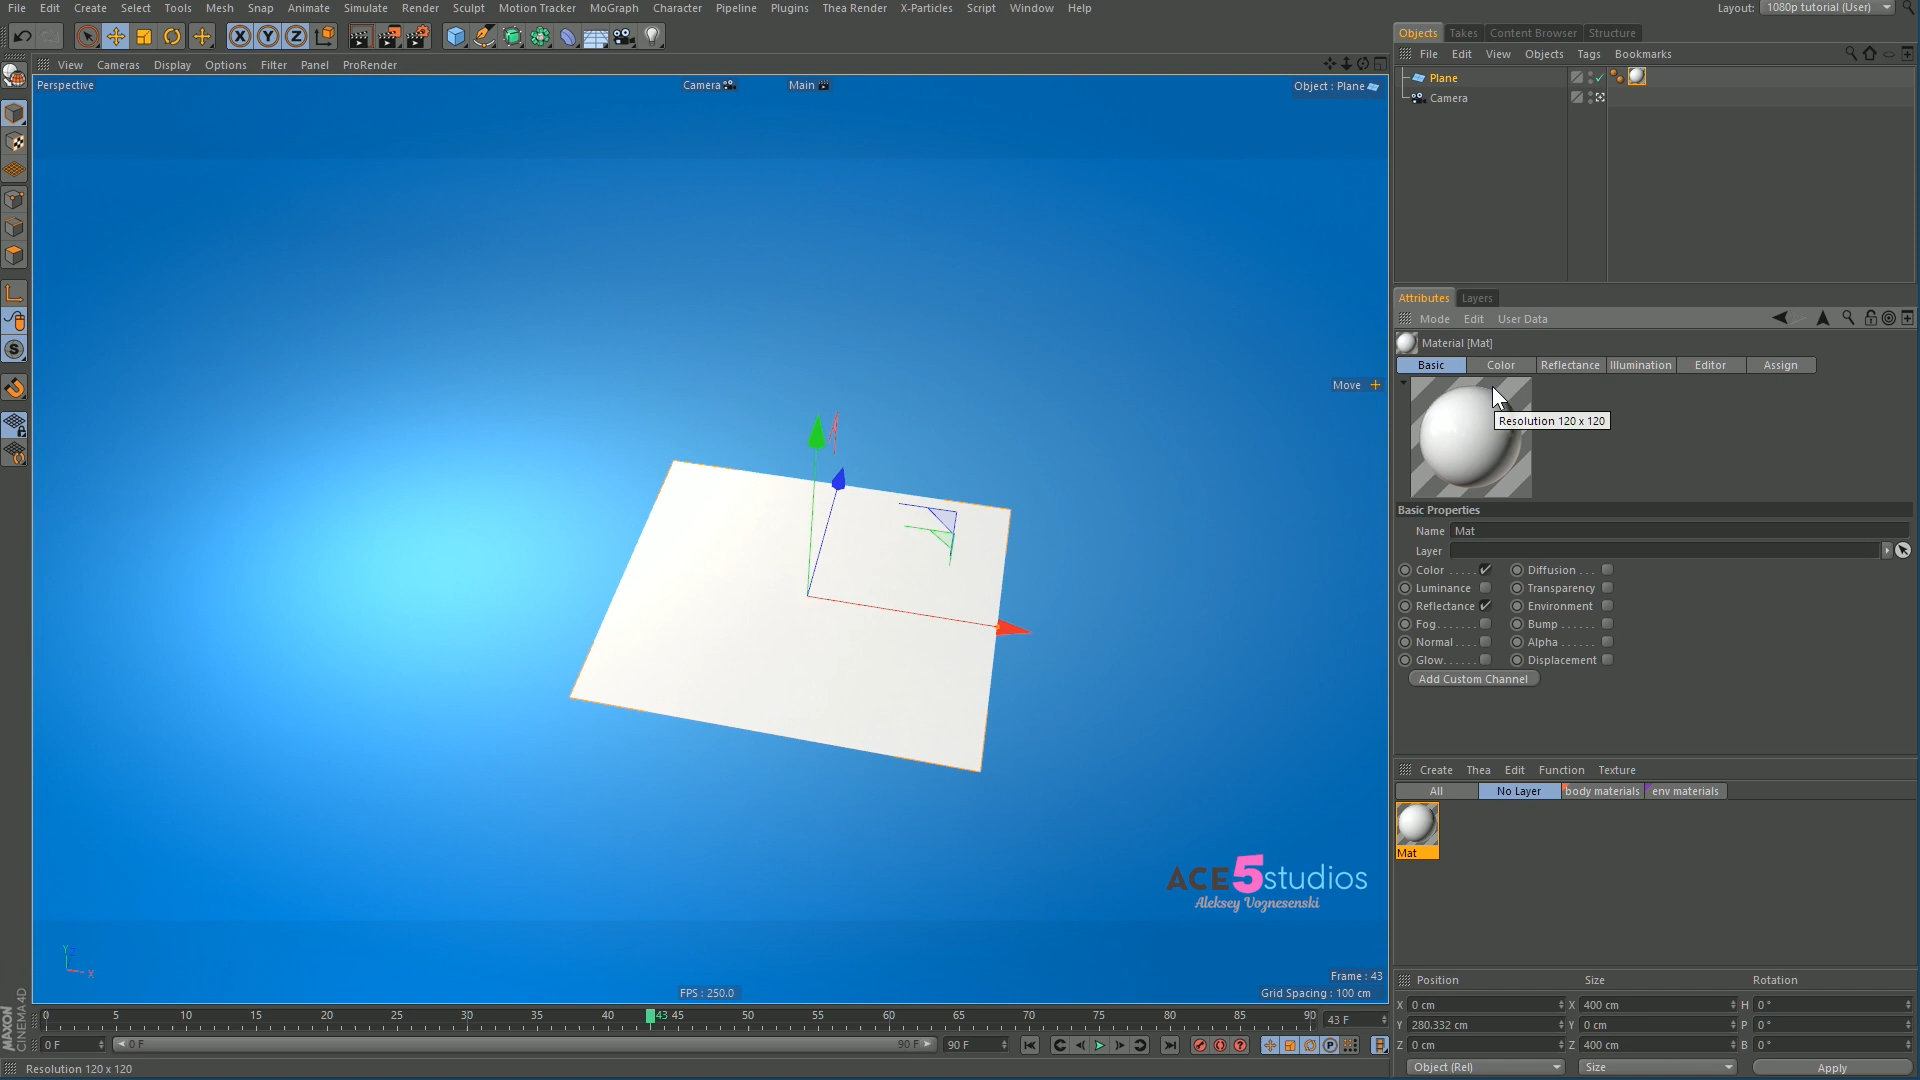 File Edit Create Select Tools Mesh Snap Animate Simulate Render Sculpt Motion Tracker MoGraph Character Pipeline Plugins Thea Render X-Particles Script Window Help
Layout: 1080p tutorial (User)
Objects Takes Content Browser Structure
File Edit View Objects Tags Bookmarks
View Cameras Display Options Filter Panel ProRender
Plane
Camera
Perspective
Camera
Main
Object : Plane
Move
Attributes Layers
Mode Edit User Data
Material [Mat]
Basic Color Reflectance Illumination Editor Assign
Resolution 120 x 120
Basic Properties
Name Mat
Layer
Color . . . . . Diffusion . . .
Luminance Transparency
Reflectance Environment
Fog. . . . . . . Bump . . . . . .
Normal . . . . Alpha . . . . . .
Glow. . . . . . Displacement
Add Custom Channel
Create Thea Edit Function Texture
All No Layer body materials env materials
Mat
ACE5studios
Aleksey Voznesenski
Y Z
X
Frame : 43
FPS : 250.0
Grid Spacing : 100 cm
0 5 10 15 20 25 30 35 40 43 45 50 55 60 65 70 75 80 85 90
43 F
0 F 0 F 90 F 90 F
Position Size Rotation
X 0 cm X 400 cm H 0 °
Y 280.332 cm Y 0 cm P 0 °
Z 0 cm Z 400 cm B 0 °
Object (Rel) Size Apply
MAXON
CINEMA 4D
Resolution 120 x 120